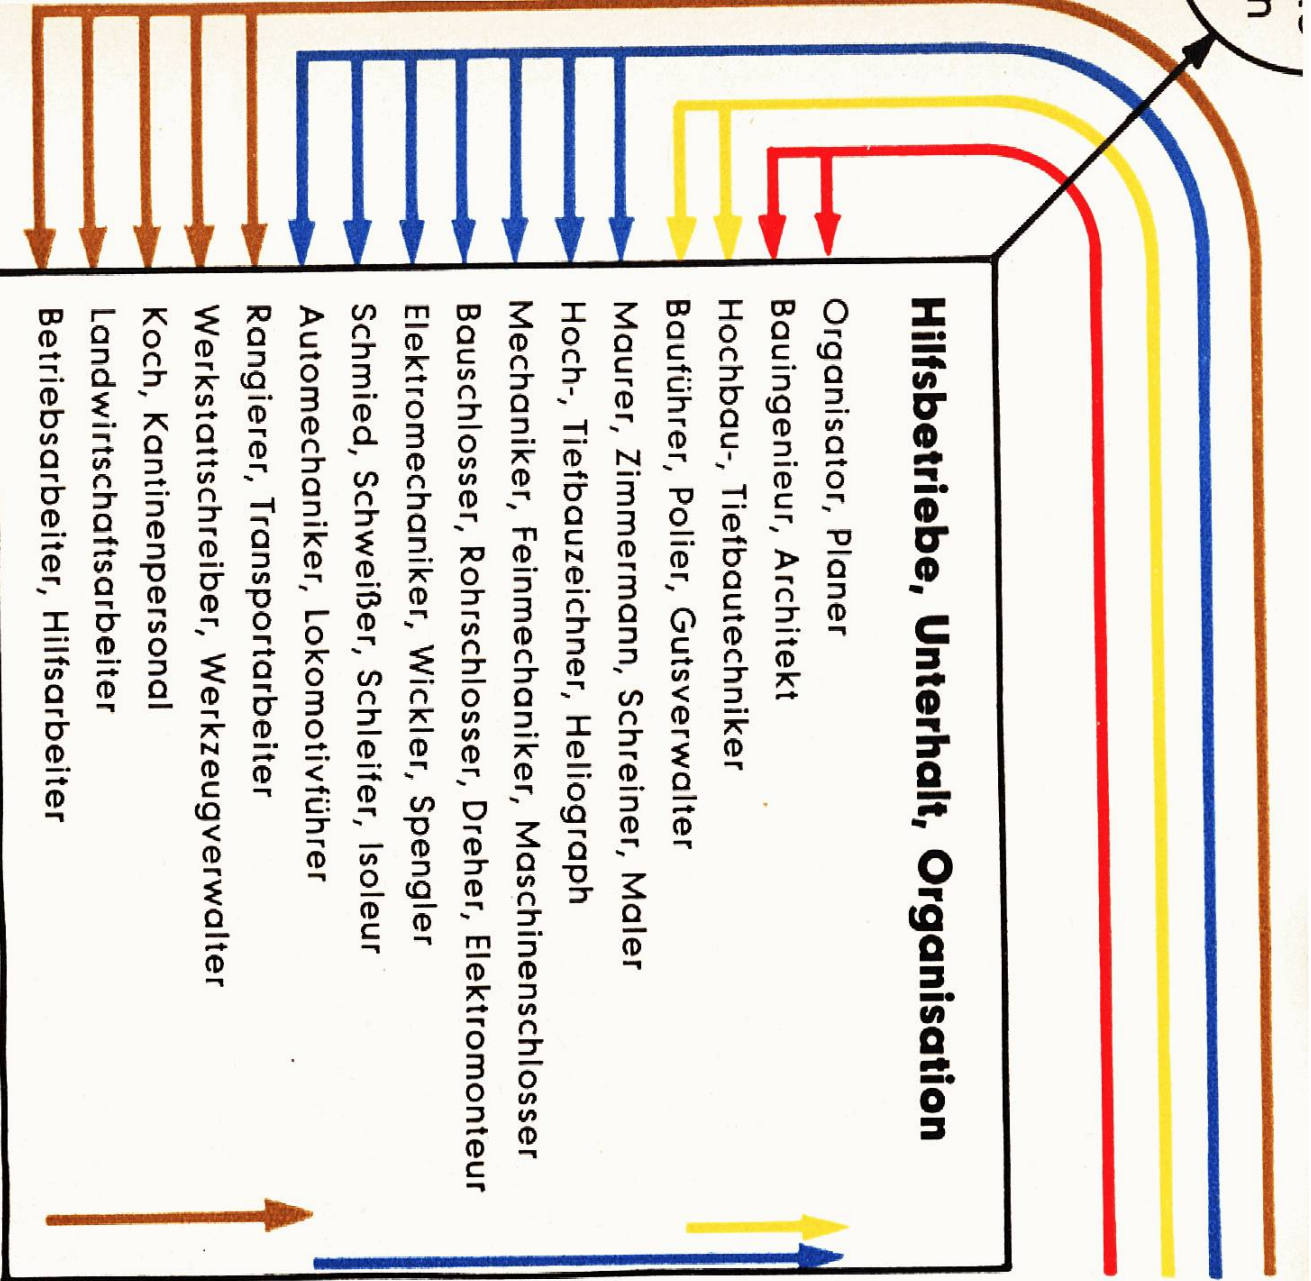 Hilfsbetriebe, Unterhalt, Organisation
Organisator, Planer
Bauingenieur, Architekt
Hochbau-, Tiefbautechniker
Bauführer, Polier, Gutsverwalter
Maurer, Zimmermann, Schreiner, Maler
Hoch-, Tiefbauzeichner, Heliograph
Mechaniker, Feinmechaniker, Maschinenschlosser
Bauschlosser, Rohrschlosser, Dreher, Elektromonteur
Elektromechaniker, Wickler, Spengler
Schmied, Schweißer, Schleifer, Isoleur
Automechaniker, Lokomotivführer
Rangierer, Transportarbeiter
Werkstattschreiber, Werkzeugverwalter
Koch, Kantinenpersonal
Landwirtschaftsarbeiter
Betriebsarbeiter, Hilfsarbeiter